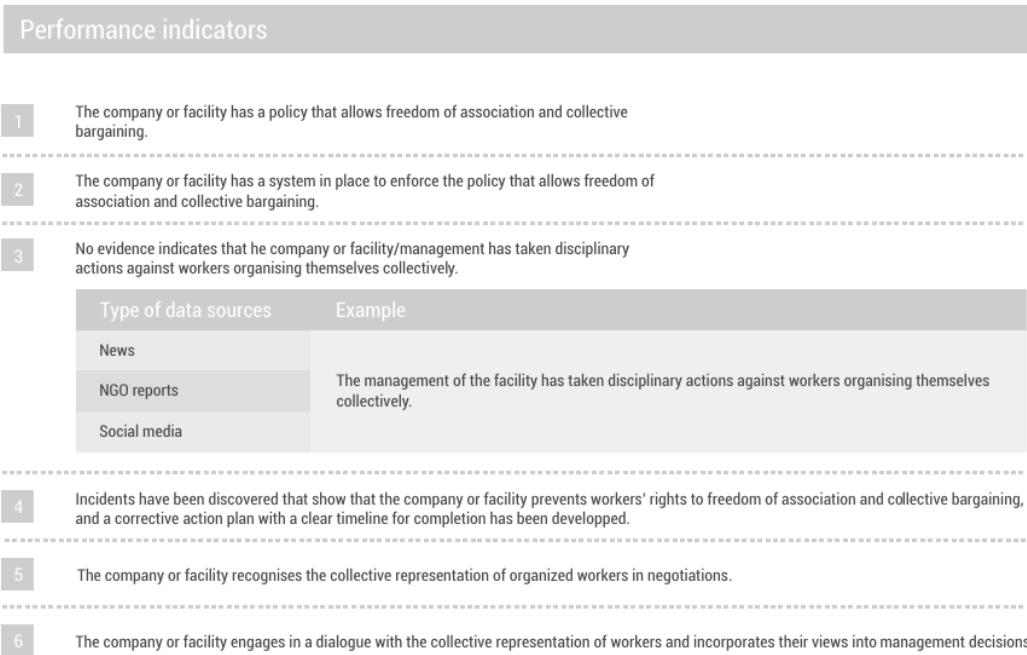 Performance indicators
1
The company or facility has a policy that allows freedom of association and collective
bargaining.
2
The company or facility has a system in place to enforce the policy that allows freedom of
association and collective bargaining.
3
No evidence indicates that he company or facility/management has taken disciplinary
actions against workers organising themselves collectively.
Type of data sources
Example
News
NGO reports
Social media
The management of the facility has taken disciplinary actions against workers organising themselves
collectively.
4
Incidents have been discovered that show that the company or facility prevents workers' rights to freedom of association and collective bargaining,
and a corrective action plan with a clear timeline for completion has been developped.
5
The company or facility recognises the collective representation of organized workers in negotiations.
6
The company or facility engages in a dialogue with the collective representation of workers and incorporates their views into management decisions